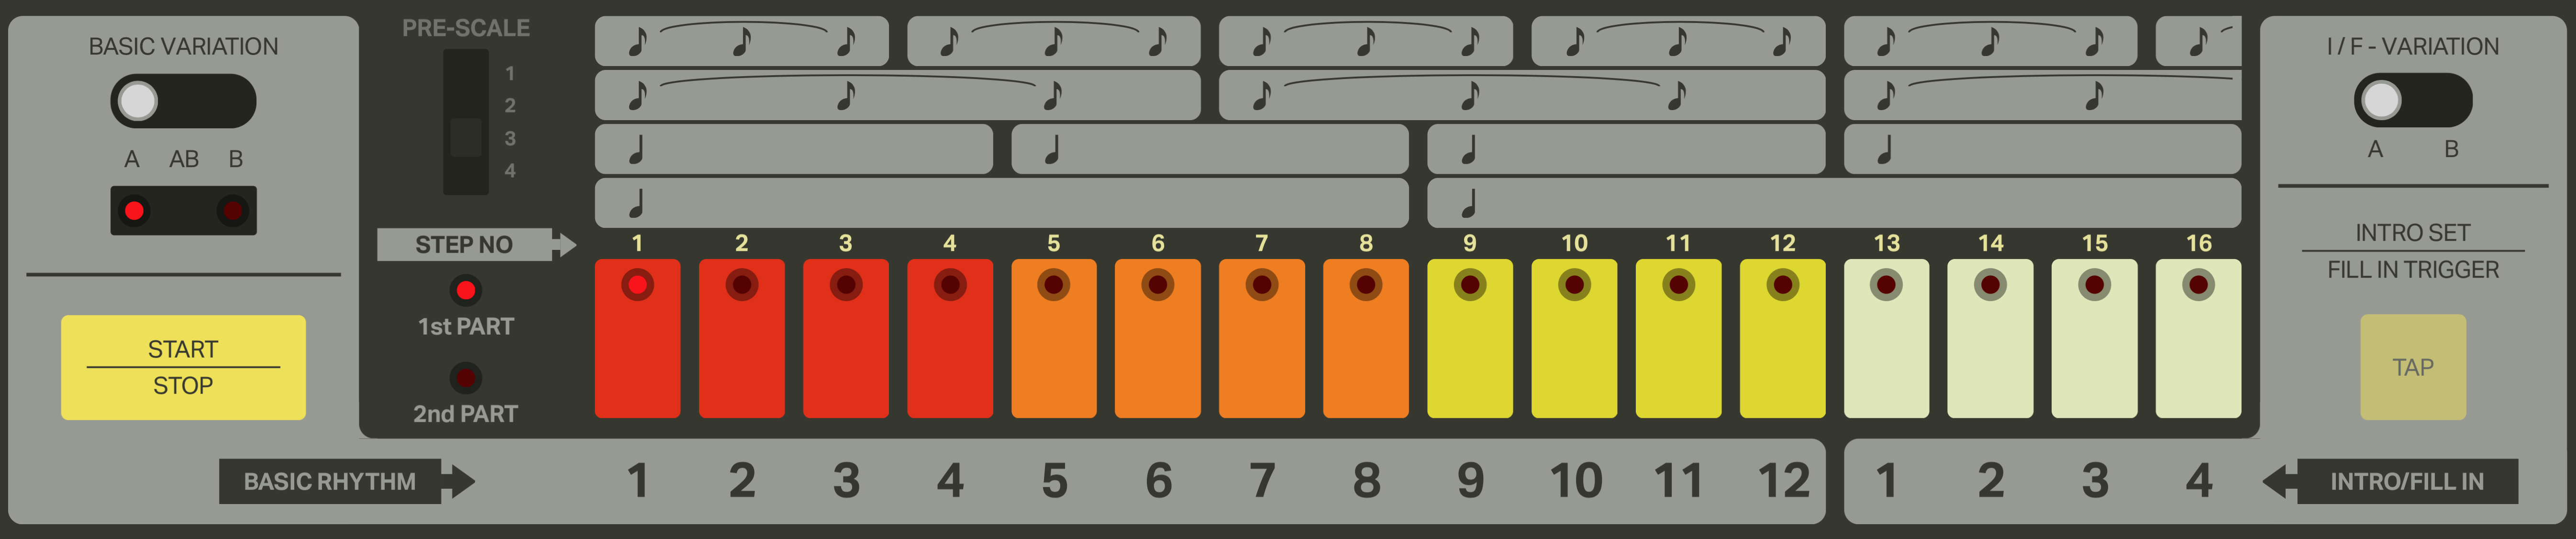 BASIC VARIATION
A AB B
START
STOP
PRE-SCALE
1
2
3
4
STEP NO
1 2 3 4 5 6 7 8 9 10 11 12 13 14 15 16
1st PART
2nd PART
I / F - VARIATION
A B
INTRO SET
FILL IN TRIGGER
TAP
BASIC RHYTHM
1 2 3 4 5 6 7 8 9 10 11 12
1 2 3 4
INTRO/FILL IN